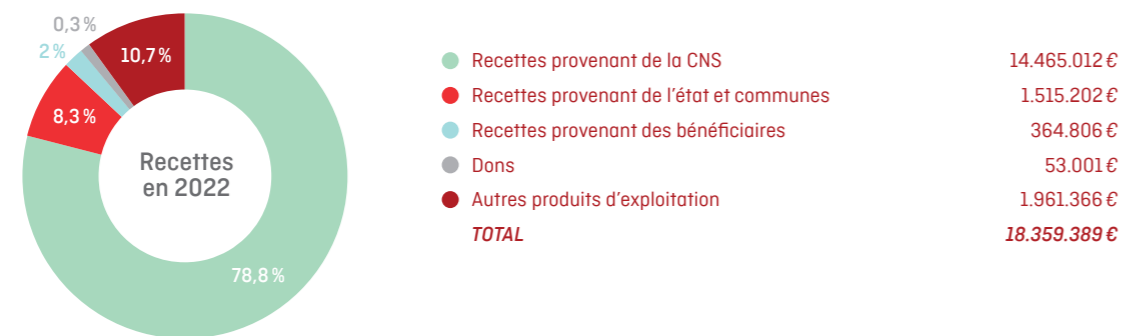 0,3 %
2 %
10,7 %
8,3 %
Recettes
en 2022
78,8 %
Recettes provenant de la CNS 14.465.012 €
Recettes provenant de l'état et communes 1.515.202 €
Recettes provenant des bénéficiaires 364.806 €
Dons 53.001 €
Autres produits d'exploitation 1.961.366 €
TOTAL 18.359.389 €